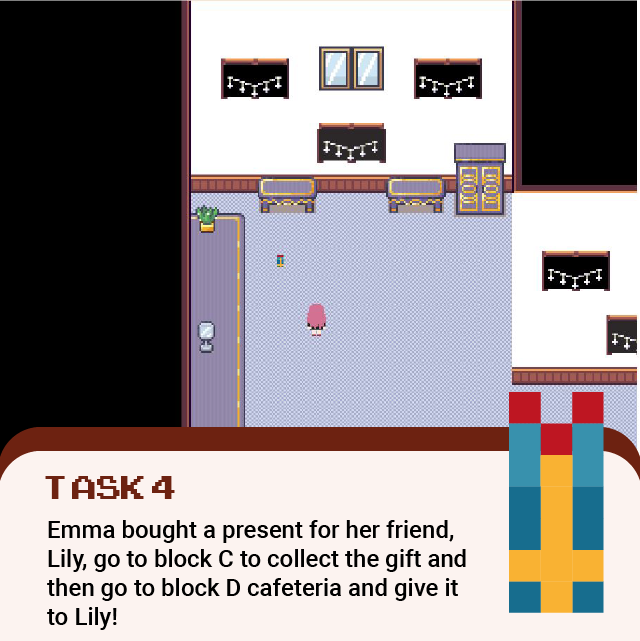 TASK 4
Emma bought a present for her friend,
Lily, go to block C to collect the gift and
then go to block D cafeteria and give it
to Lily!